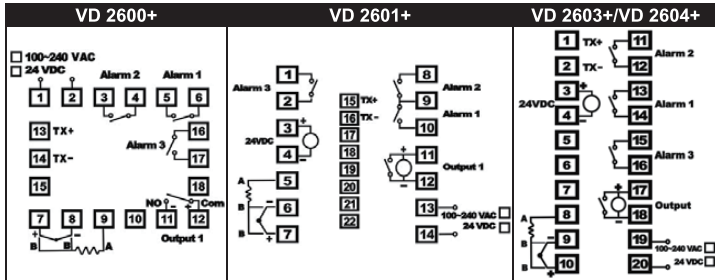 VD 2600+
100~240 VAC
24 VDC
Alarm 2 Alarm 1
1 2 3 4 5 6
13 TX+ 16
Alarm 3
14 TX- 17
15 18
NO - + Com
7 8 9 10 11 12
+ - A
B B
Output 1
VD 2601+
1 8
Alarm 3 Alarm 2
2 15 TX+ 9
16 TX- Alarm 1
3 + 17 10
24VDC
4 - 18 + 11
19 Output 1
A 5 20 - 12
B 6 - 21 13 100~240 VAC
22 24 VDC
B 7 + 14
VD 2603+/VD 2604+
1 TX+ 11
Alarm 2
2 TX- 12
3 + 13
24VDC Alarm 1
4 - 14
5 15
Alarm 3
6 16
7 + 17
Output
A 8 - 18
B 9 - 19 100~240 VAC
B 10 + 20 24 VDC